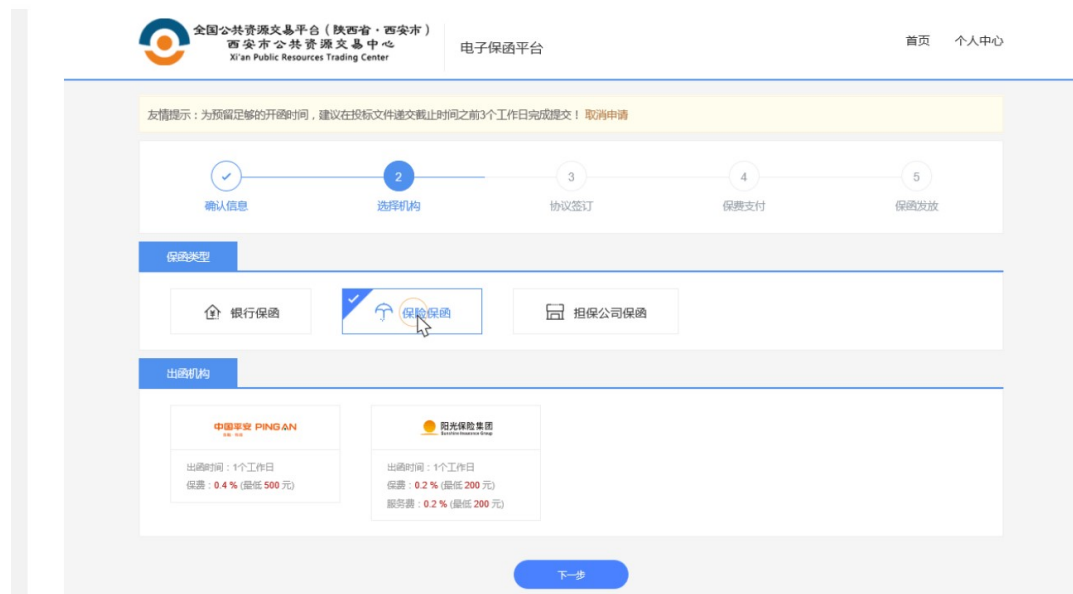 全国公共资源交易平台（陕西省·西安市）
西安市公共资源交易中心
Xi'an Public Resources Trading Center
电子保函平台
首页 个人中心
友情提示：为预留足够的开函时间，建议在投标文件递交截止时间之前3个工作日完成提交！ 取消申请
2 3 4 5
确认信息 选择机构 协议签订 保费支付 保函发放
保函类型
银行保函 保险保函 担保公司保函
出函机构
中国平安 PING AN
出函时间：1个工作日
保费：0.4 % (最低 500 元)
阳光保险集团
Sunshine Insurance Group
出函时间：1个工作日
保费：0.2 % (最低 200 元)
服务费：0.2 % (最低 200 元)
下一步